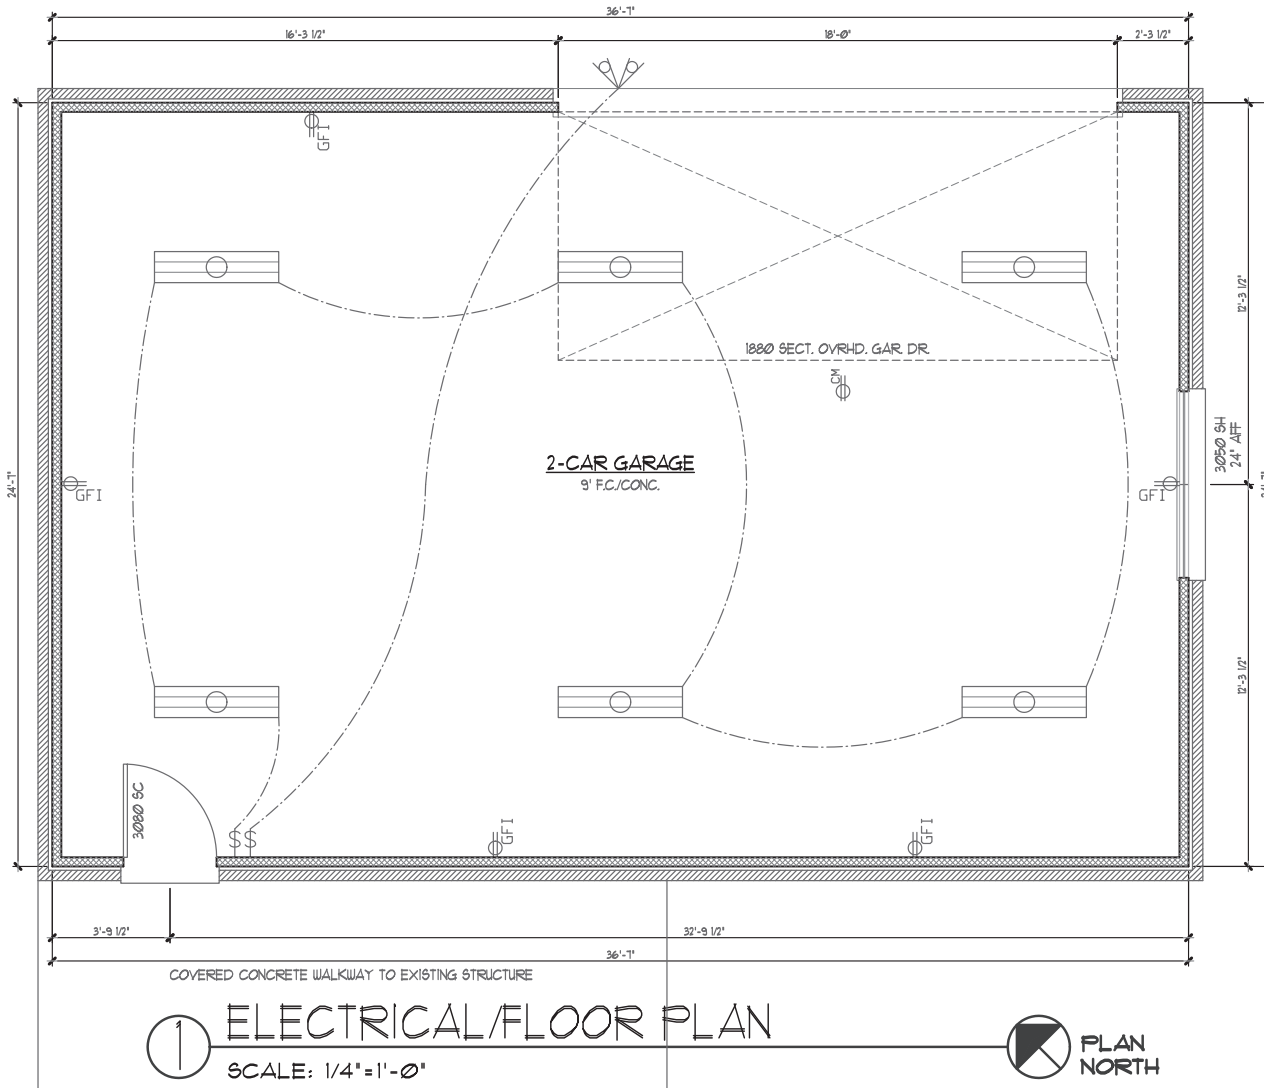 36'-7"
16'-3 1/2"
18'-0"
2'-3 1/2"
GFI
12'-3 1/2"
1880 SECT. OVRHD. GAR. DR.
CM
3050 SH
24" AFF
2-CAR GARAGE
9' F.C./CONC.
24'-7"
GFI
GFI
12'-3 1/2"
3080 SC
S S
GFI
GFI
3'-9 1/2"
32'-9 1/2"
36'-7"
COVERED CONCRETE WALKWAY TO EXISTING STRUCTURE
1
ELECTRICAL/FLOOR PLAN
SCALE: 1/4"=1'-0"
PLAN
NORTH